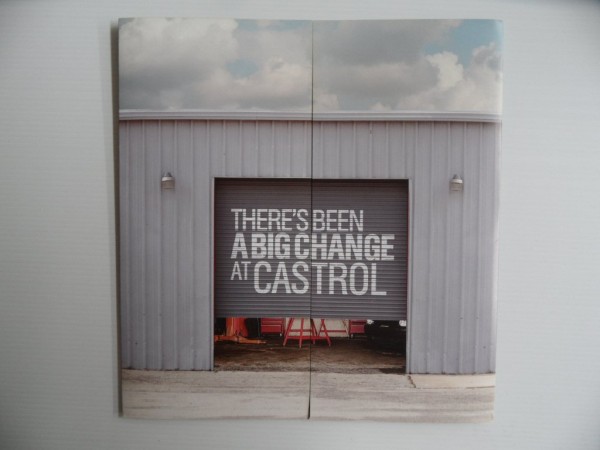 THERE'S BEEN
A BIG CHANGE
AT CASTROL